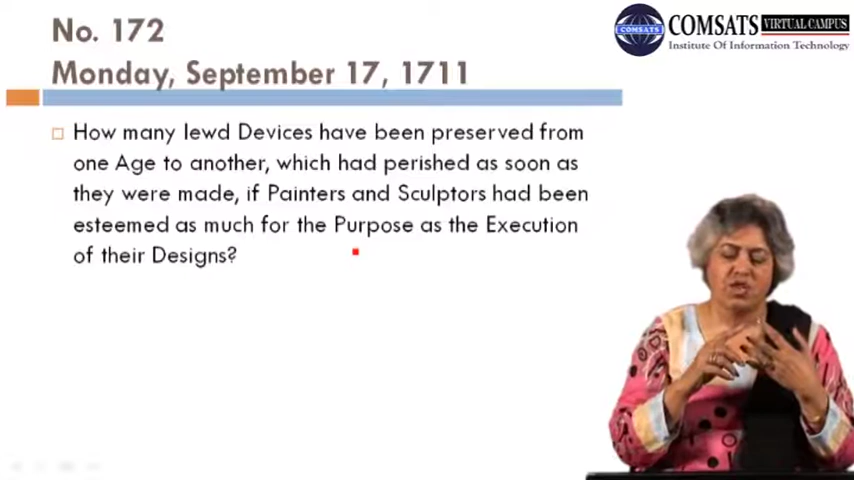 No. 172
Monday, September 17, 1711
COMSATS VIRTUAL CAMPUS
Institute Of Information Technology
How many lewd Devices have been preserved from
one Age to another, which had perished as soon as
they were made, if Painters and Sculptors had been
esteemed as much for the Purpose as the Execution
of their Designs?